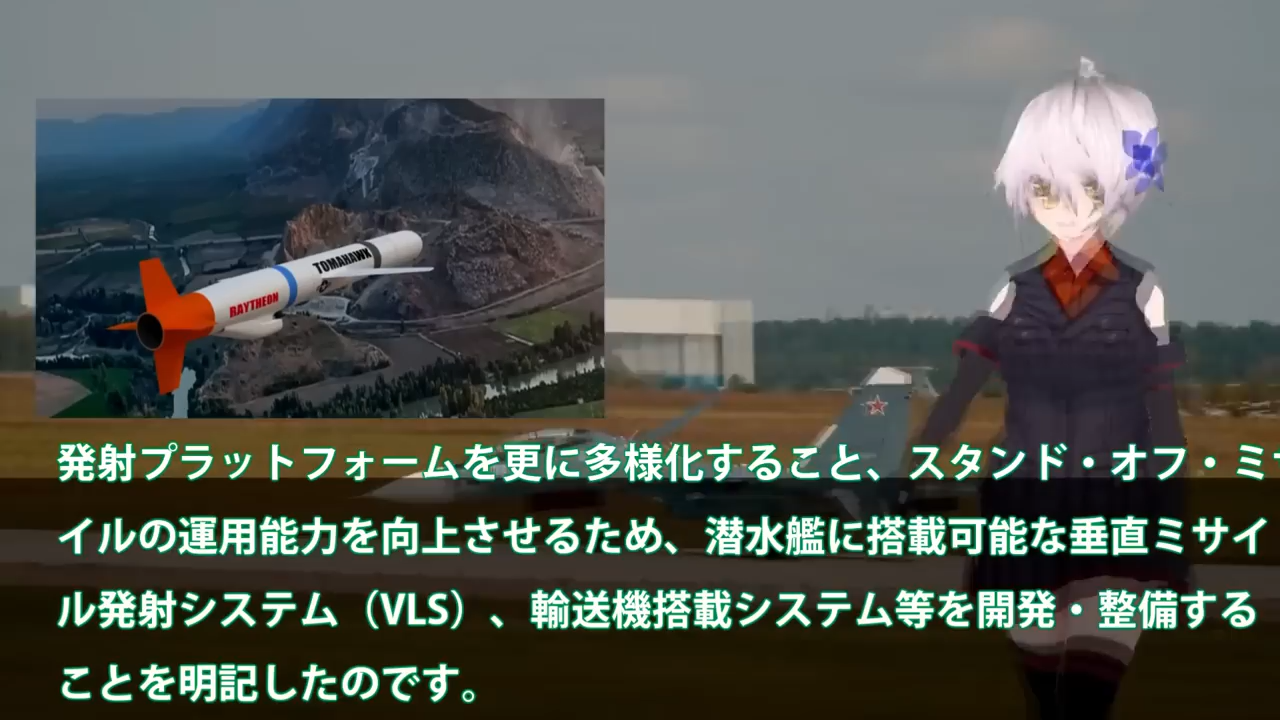 TOMAHAWK
RAYTHEON
発射プラットフォームを更に多様化すること、スタンド・オフ・ミサ
イルの運用能力を向上させるため、潜水艦に搭載可能な垂直ミサイ
ル発射システム（VLS）、輸送機搭載システム等を開発・整備する
ことを明記したのです。